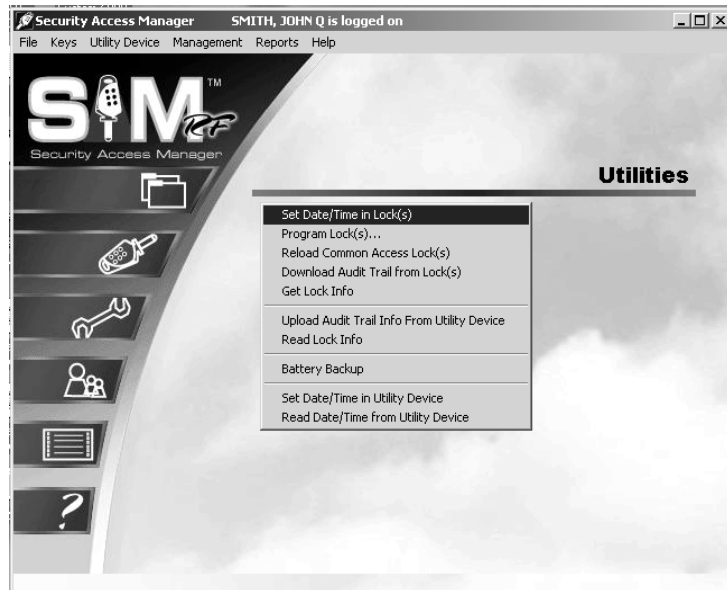 Security Access Manager SMITH, JOHN Q is logged on
File Keys Utility Device Management Reports Help
SAM™
RF
Security Access Manager
Utilities
Set Date/Time in Lock(s)
Program Lock(s)...
Reload Common Access Lock(s)
Download Audit Trail from Lock(s)
Get Lock Info
Upload Audit Trail Info From Utility Device
Read Lock Info
Battery Backup
Set Date/Time in Utility Device
Read Date/Time from Utility Device
?